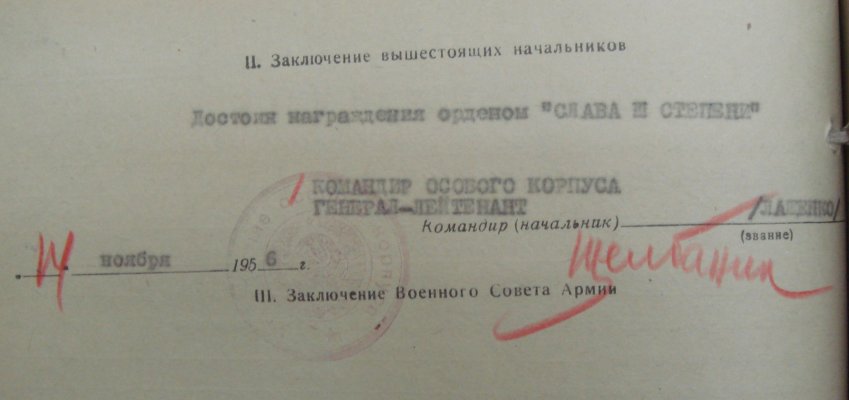 II. Заключение вышестоящих начальников
Достоин награждения орденом "СЛАВА Ш СТЕПЕНИ"
КОМАНДИР ОСОБОГО КОРПУСА
ГЕНЕРАЛ-ЛЕЙТЕНАНТ
Командир (начальник) /ЛАЩЕНКО/
(звание)
"14" ноября 1956 г.
III. Заключение Военного Совета Армии